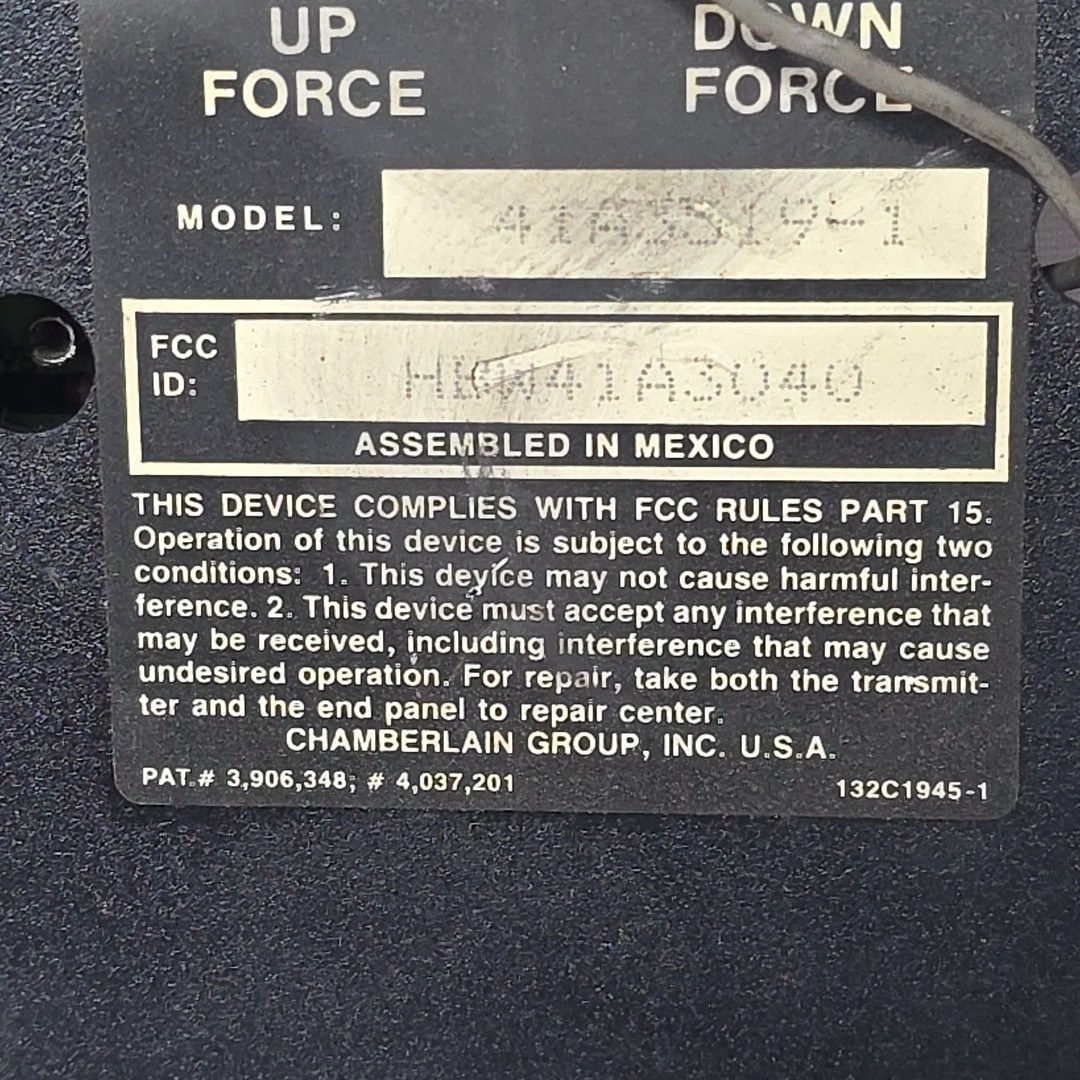 UP
FORCE
DOWN
FORCE
MODEL: 41A3519-1
FCC
ID: HBW41A3040
ASSEMBLED IN MEXICO
THIS DEVICE COMPLIES WITH FCC RULES PART 15.
Operation of this device is subject to the following two
conditions: 1. This device may not cause harmful inter-
ference. 2. This device must accept any interference that
may be received, including interference that may cause
undesired operation. For repair, take both the transmit-
ter and the end panel to repair center.
CHAMBERLAIN GROUP, INC. U.S.A.
PAT.# 3,906,348; # 4,037,201
132C1945-1